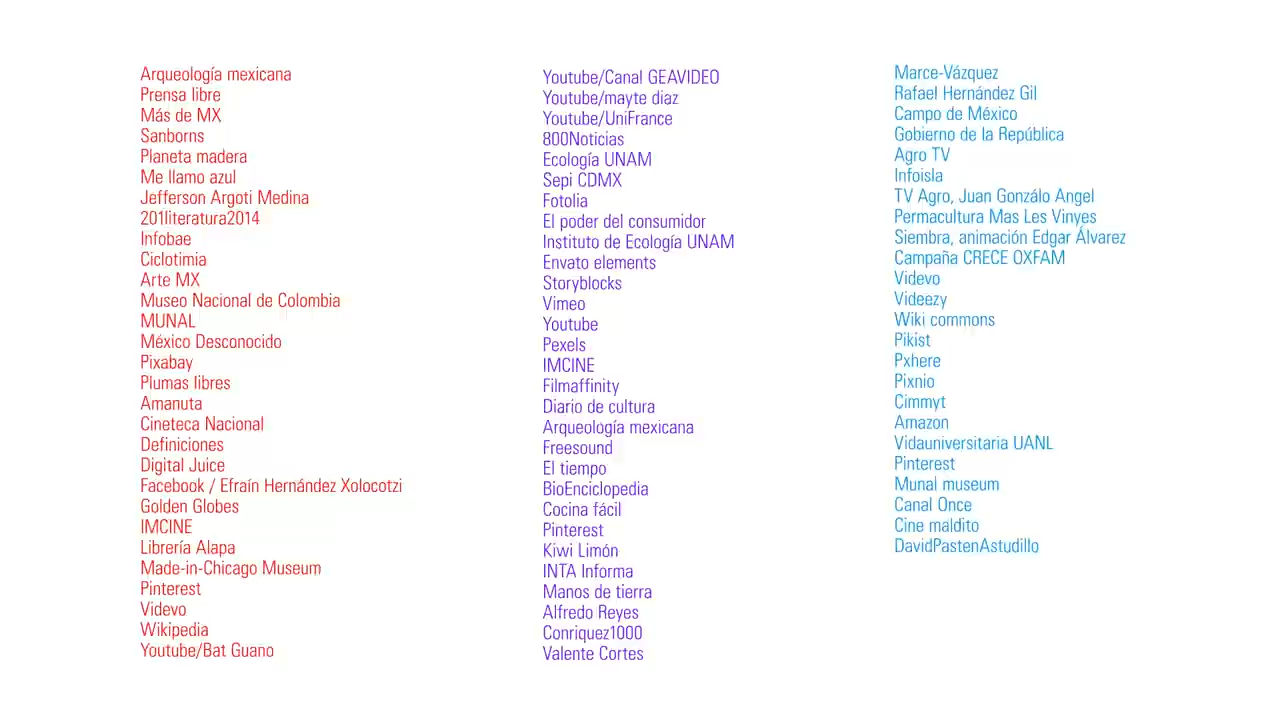 Arqueología mexicana
Prensa libre
Más de MX
Sanborns
Planeta madera
Me llamo azul
Jefferson Argoti Medina
201literatura2014
Infobae
Ciclotimia
Arte MX
Museo Nacional de Colombia
MUNAL
México Desconocido
Pixabay
Plumas libres
Amanuta
Cineteca Nacional
Definiciones
Digital Juice
Facebook / Efraín Hernández Xolocotzi
Golden Globes
IMCINE
Librería Alapa
Made-in-Chicago Museum
Pinterest
Videvo
Wikipedia
Youtube/Bat Guano
Youtube/Canal GEAVIDEO
Youtube/mayte diaz
Youtube/UniFrance
800Noticias
Ecología UNAM
Sepi CDMX
Fotolia
El poder del consumidor
Instituto de Ecología UNAM
Envato elements
Storyblocks
Vimeo
Youtube
Pexels
IMCINE
Filmaffinity
Diario de cultura
Arqueología mexicana
Freesound
El tiempo
BioEnciclopedia
Cocina fácil
Pinterest
Kiwi Limón
INTA Informa
Manos de tierra
Alfredo Reyes
Conriquez1000
Valente Cortes
Marce-Vázquez
Rafael Hernández Gil
Campo de México
Gobierno de la República
Agro TV
Infoisla
TV Agro, Juan Gonzálo Angel
Permacultura Mas Les Vinyes
Siembra, animación Edgar Álvarez
Campaña CRECE OXFAM
Videvo
Videezy
Wiki commons
Pikist
Pxhere
Pixnio
Cimmyt
Amazon
Vidauniversitaria UANL
Pinterest
Munal museum
Canal Once
Cine maldito
DavidPastenAstudillo